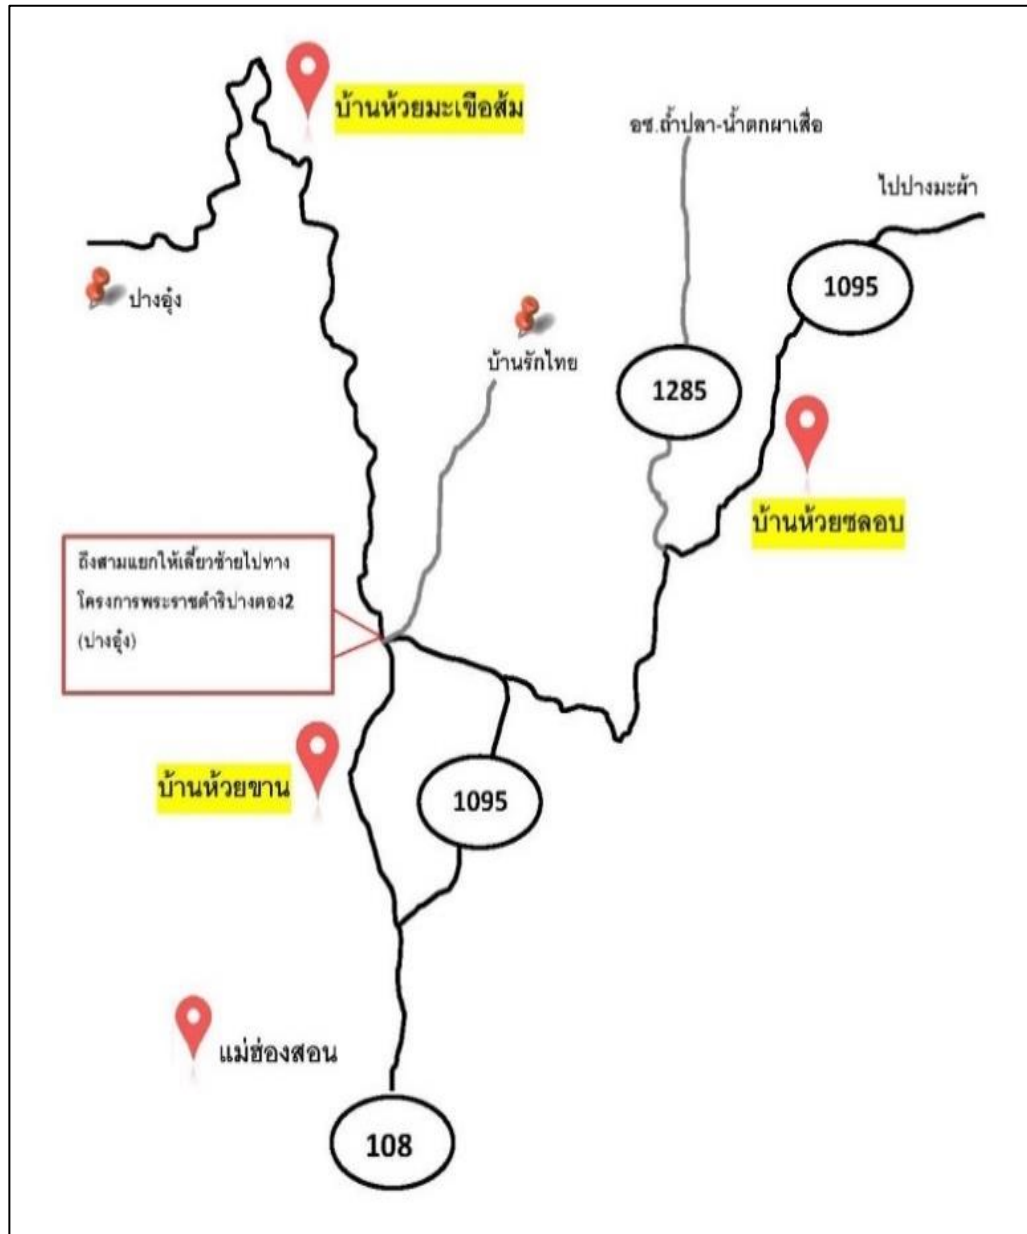 บ้านห้วยมะเขือส้ม
อช.ถ้ำปลา-น้ำตกผาเสื่อ
ไปปางมะผ้า
1095
ปางอุ๋ง
บ้านรักไทย
1285
บ้านห้วยซลอบ
ถึงสามแยกให้เลี้ยวซ้ายไปทาง
โครงการพระราชดำริปางตอง2
(ปางอุ๋ง)
บ้านห้วยขาน
1095
แม่ฮ่องสอน
108